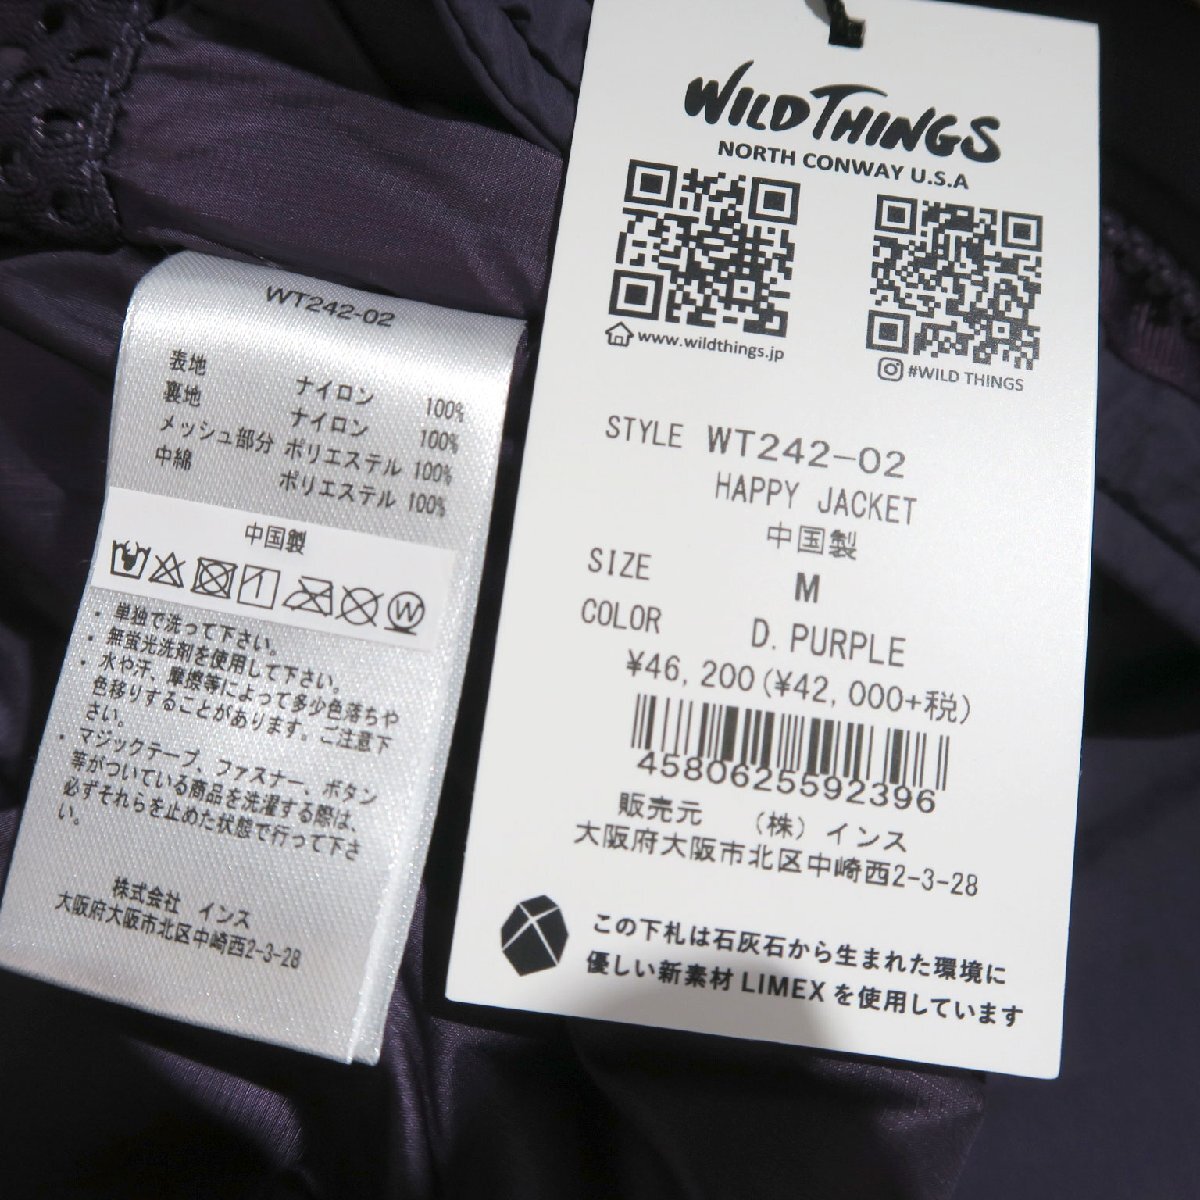 WT242-02
表地 ナイロン 100%
裏地 ナイロン 100%
メッシュ部分 ポリエステル 100%
中綿 ポリエステル 100%
中国製
・単独で洗って下さい。
・無蛍光洗剤を使用して下さい。
・水や汗、摩擦等によって多少色落ちや
色移りすることがあります。ご注意下
さい。
・マジックテープ、ファスナー、ボタン
等がついている商品を洗濯する際は、
必ずそれらを止めた状態で行って下さ
い。
株式会社 インス
大阪府大阪市北区中崎西2-3-28
WILD THINGS
NORTH CONWAY U.S.A
www.wildthings.jp
#WILD THINGS
STYLE WT242-02
HAPPY JACKET
中国製
SIZE M
COLOR D.PURPLE
¥46,200(¥42,000+税)
4580625592396
販売元 (株)インス
大阪府大阪市北区中崎西2-3-28
この下札は石灰石から生まれた環境に
優しい新素材 LIMEX を使用しています